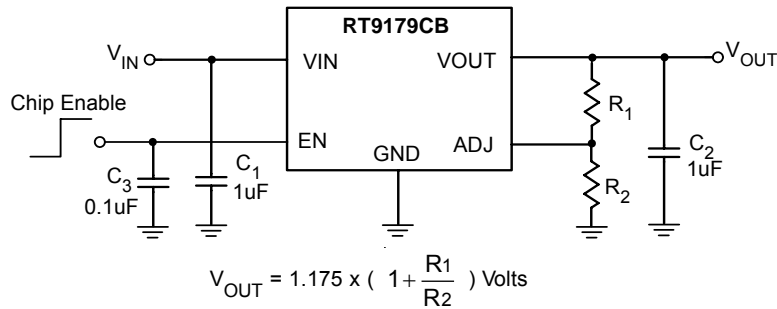 RT9179CB
V_IN
VIN
VOUT
V_OUT
Chip Enable
EN
GND
ADJ
R_1
R_2
C_1
1uF
C_2
1uF
C_3
0.1uF
V_OUT = 1.175 x ( 1+ R1/R2 ) Volts